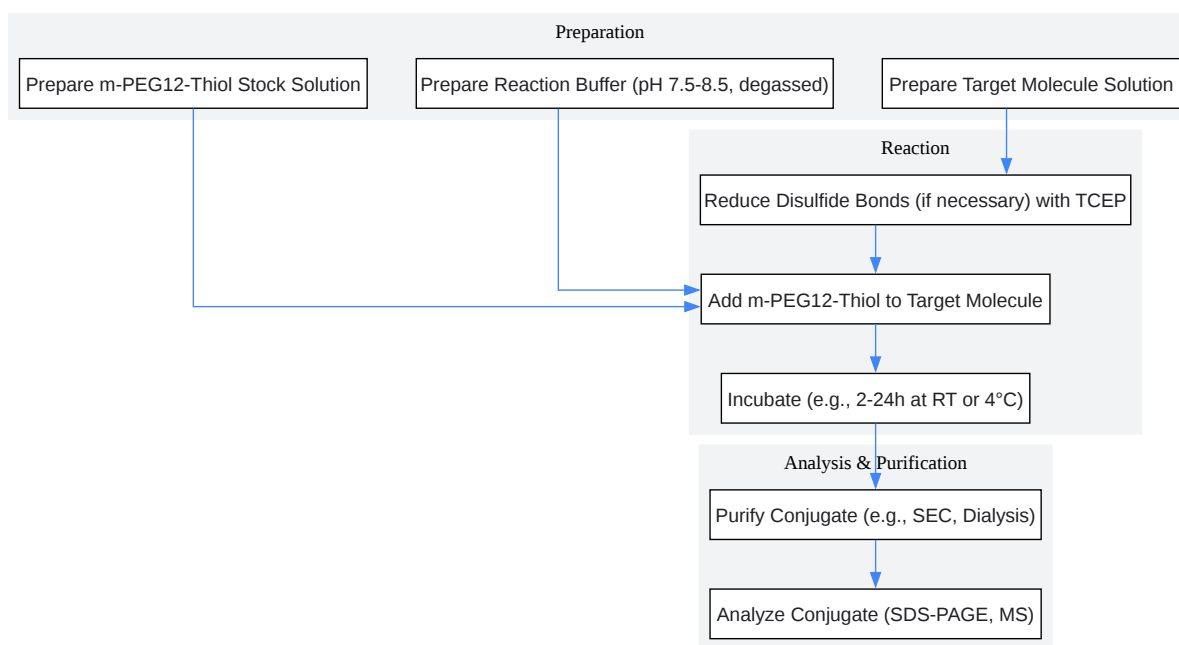 Preparation
Prepare m-PEG12-Thiol Stock Solution
Prepare Reaction Buffer (pH 7.5-8.5, degassed)
Prepare Target Molecule Solution
Reaction
Reduce Disulfide Bonds (if necessary) with TCEP
Add m-PEG12-Thiol to Target Molecule
Incubate (e.g., 2-24h at RT or 4°C)
Analysis & Purification
Purify Conjugate (e.g., SEC, Dialysis)
Analyze Conjugate (SDS-PAGE, MS)